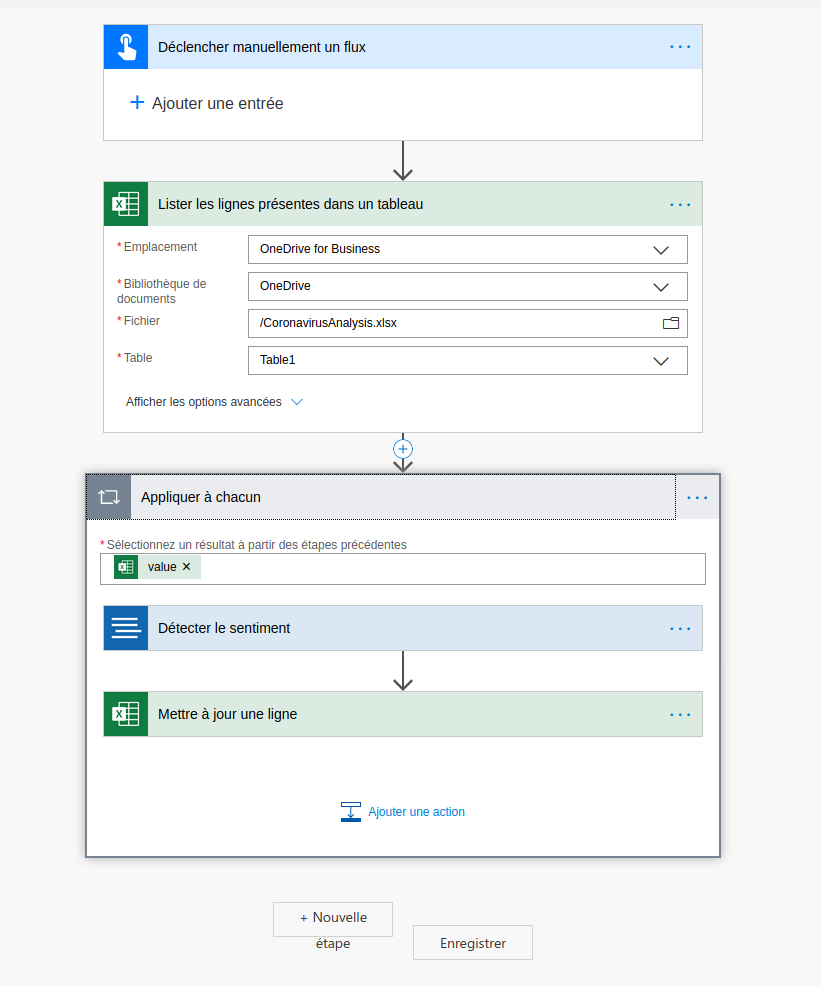 Déclencher manuellement un flux
+ Ajouter une entrée
Lister les lignes présentes dans un tableau
* Emplacement
OneDrive for Business
* Bibliothèque de
documents
OneDrive
* Fichier
/CoronavirusAnalysis.xlsx
* Table
Table1
Afficher les options avancées
Appliquer à chacun
* Sélectionnez un résultat à partir des étapes précédentes
value ×
Détecter le sentiment
Mettre à jour une ligne
Ajouter une action
+ Nouvelle
étape
Enregistrer